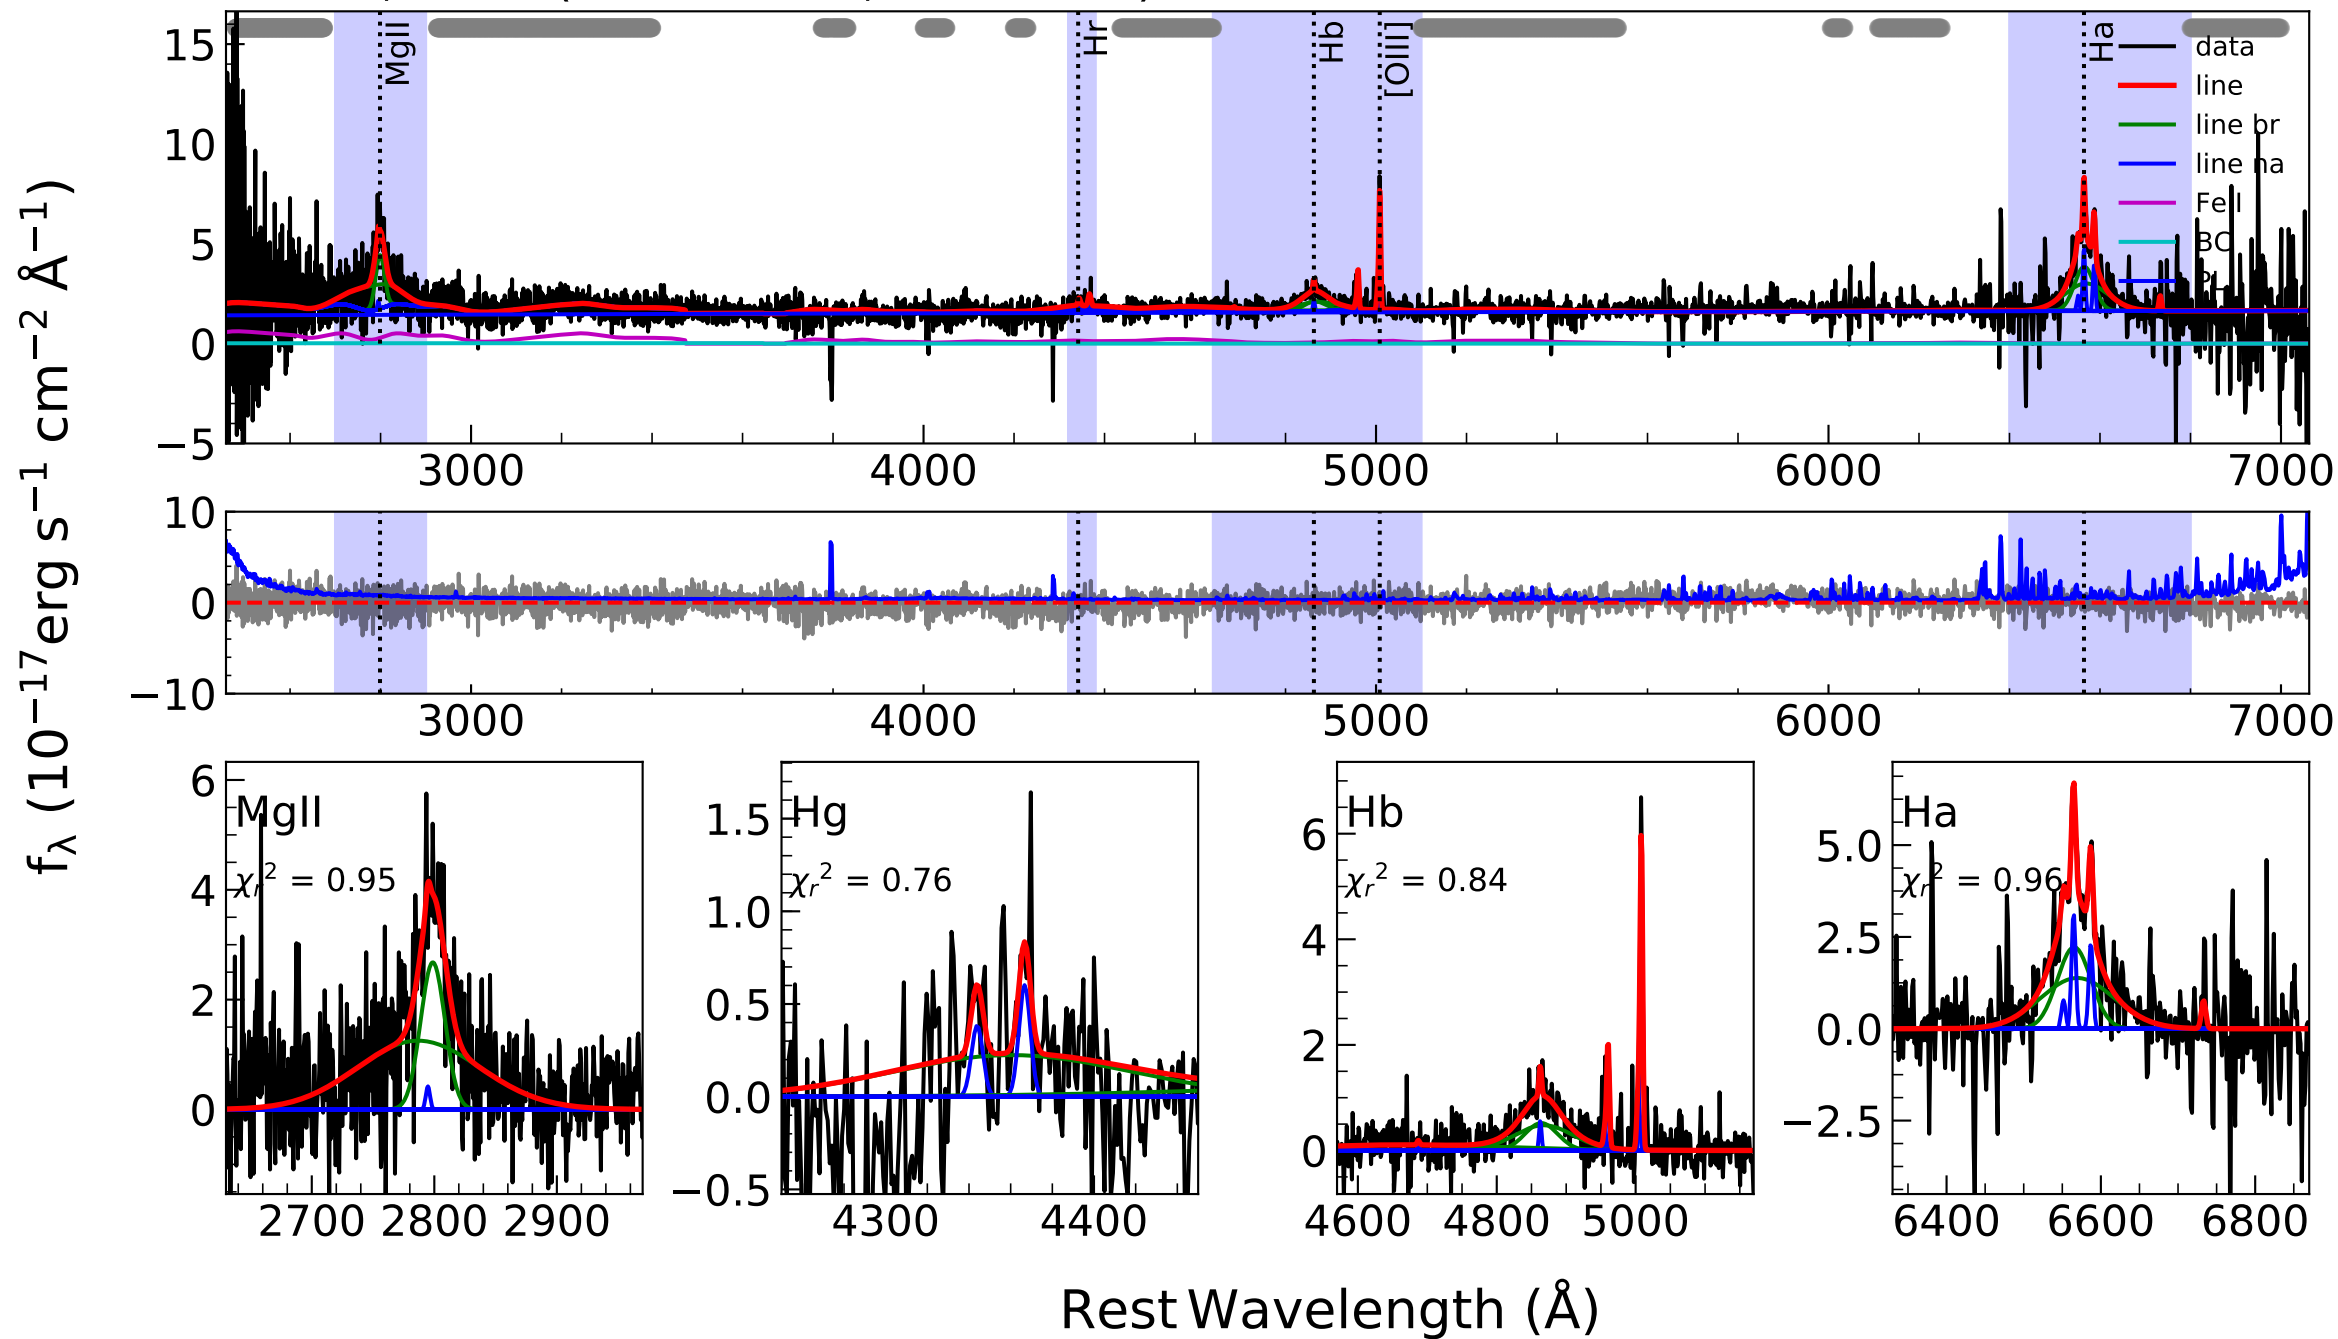 15
10
5
0
−5
MgII
Hr
Hb
[OIII]
Ha
data
line
line br
line na
FeII
BC
PL
3000 4000 5000 6000 7000
10
0
−10
3000 4000 5000 6000 7000
f_λ (10^−17 erg s^−1 cm^−2 Å^−1)
6
4
2
0
MgII
χ_r^2 = 0.95
2700 2800 2900
1.5
1.0
0.5
0.0
−0.5
Hg
χ_r^2 = 0.76
4300 4400
6
4
2
0
Hb
χ_r^2 = 0.84
4600 4800 5000
5.0
2.5
0.0
−2.5
Ha
χ_r^2 = 0.96
6400 6600 6800
Rest Wavelength (Å)